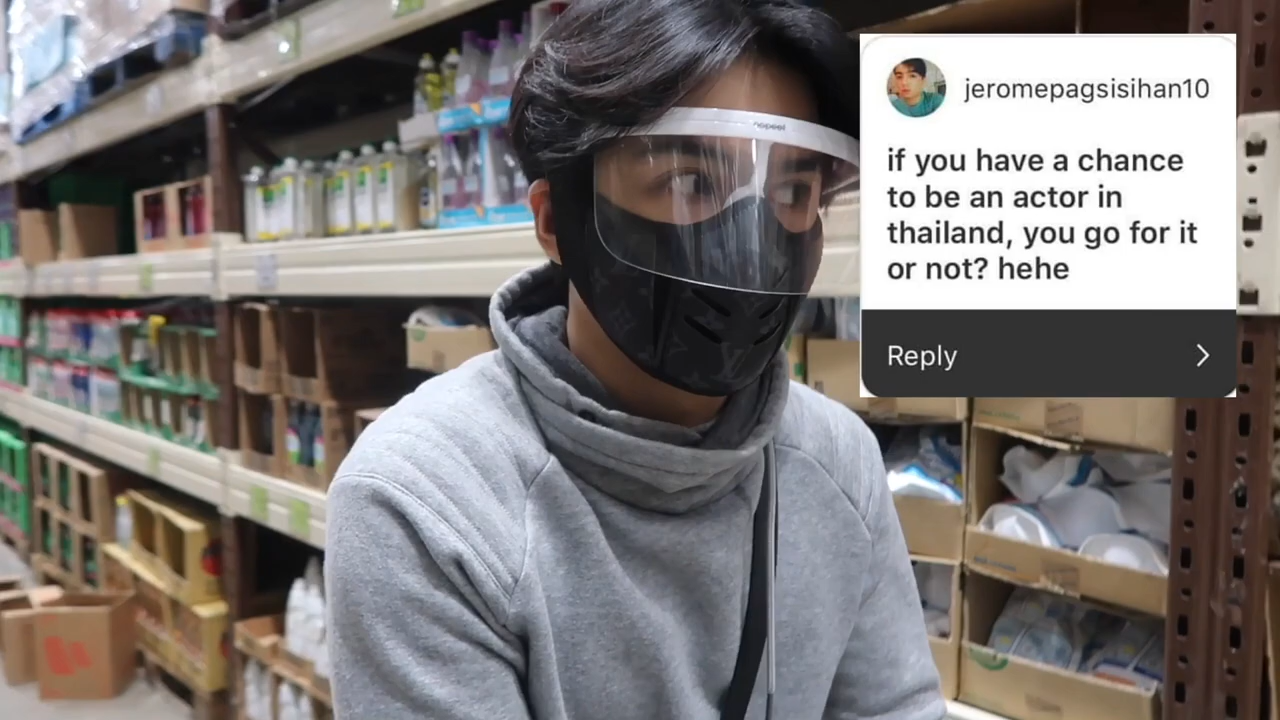 jeromepagsisihan10
if you have a chance
to be an actor in
thailand, you go for it
or not? hehe
Reply